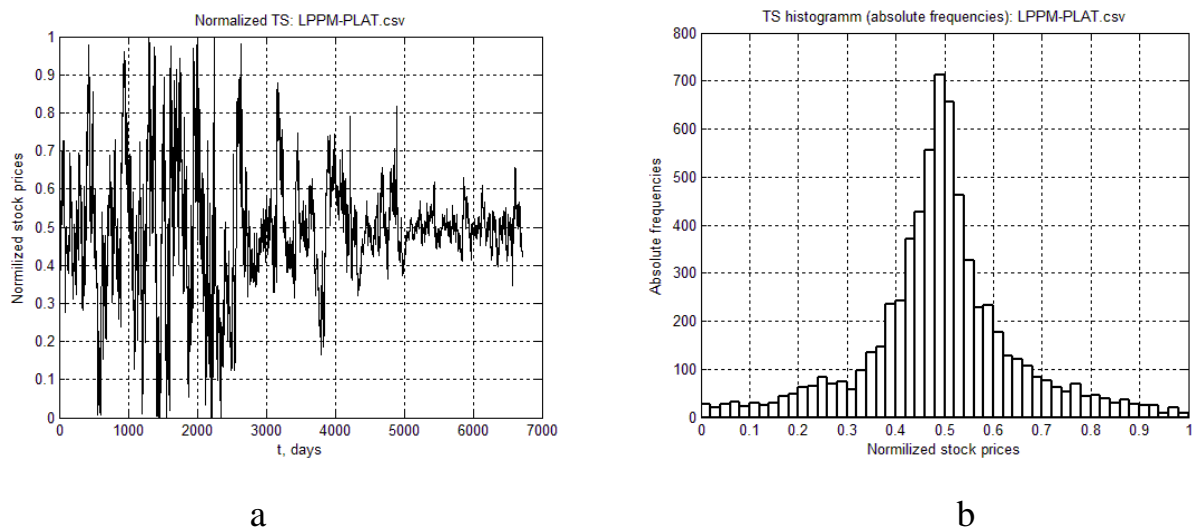 Normalized TS: LPPM-PLAT.csv
1
0.9
0.8
0.7
0.6
0.5
0.4
0.3
0.2
0.1
0
Normilized stock prices
0 1000 2000 3000 4000 5000 6000 7000
t, days
a
TS histogramm (absolute frequencies): LPPM-PLAT.csv
800
700
600
500
400
300
200
100
0
Absolute frequencies
0 0.1 0.2 0.3 0.4 0.5 0.6 0.7 0.8 0.9 1
Normilized stock prices
b